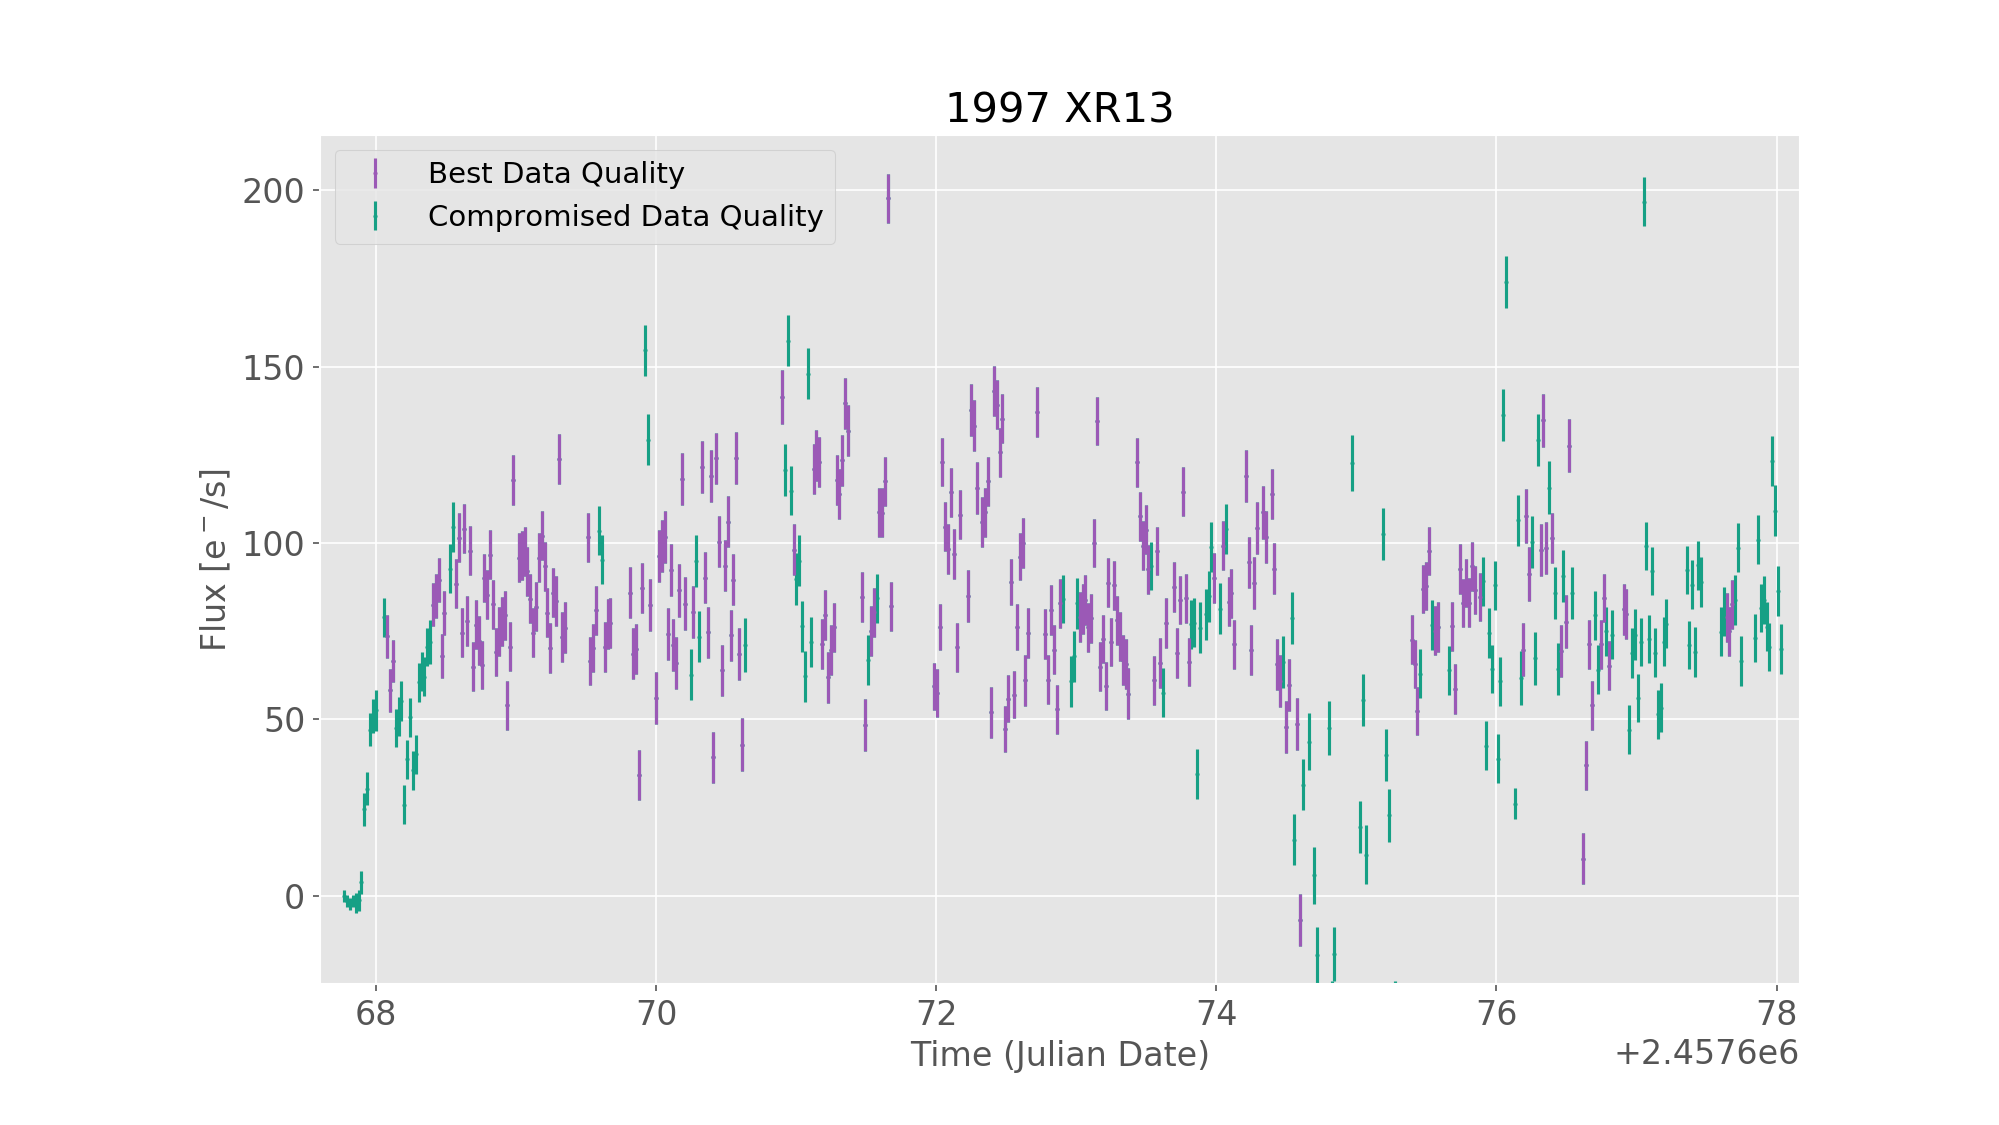 1997 XR13
Best Data Quality
Compromised Data Quality
200
150
100
50
0
Flux [e⁻/s]
68 70 72 74 76 78
Time (Julian Date)
+2.4576e6